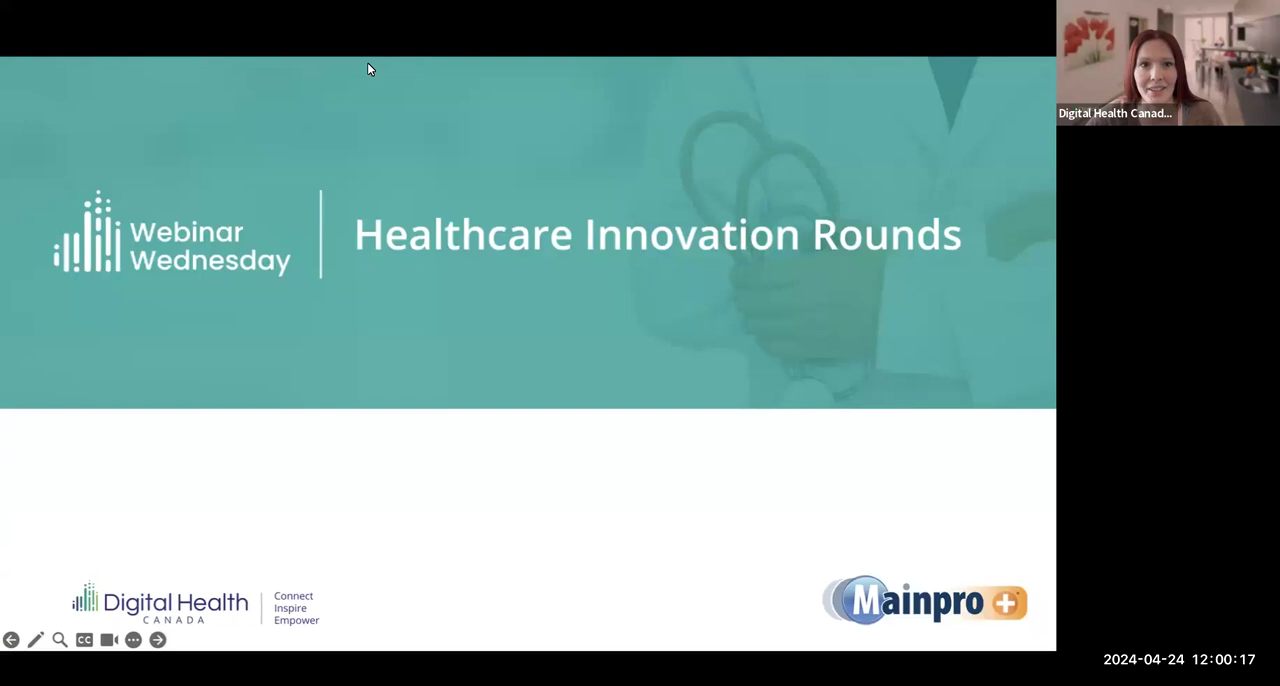 Digital Health Canad...
Webinar
Wednesday
Healthcare Innovation Rounds
Digital Health
CANADA
Connect
Inspire
Empower
Mainpro+
CC
2024-04-24 12:00:17